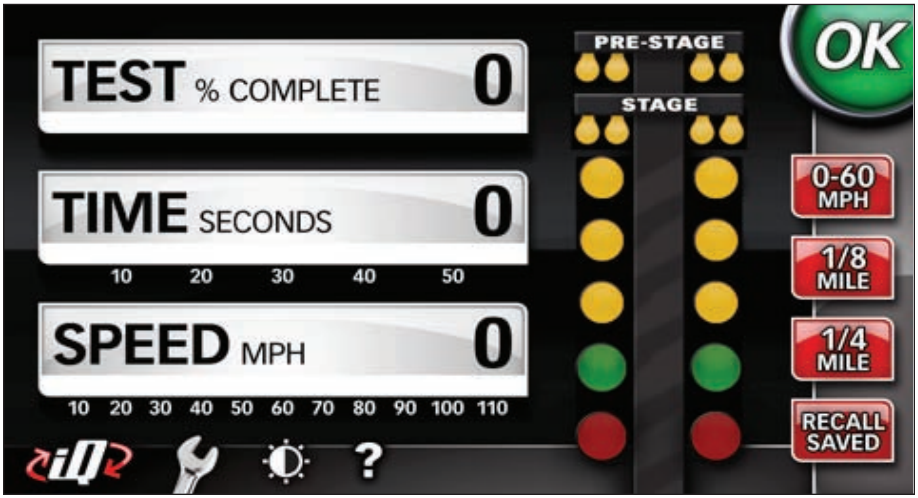 TEST % COMPLETE 0
TIME SECONDS 0
10 20 30 40 50
SPEED MPH 0
10 20 30 40 50 60 70 80 90 100 110
iQ
?
PRE-STAGE
STAGE
OK
0-60
MPH
1/8
MILE
1/4
MILE
RECALL
SAVED